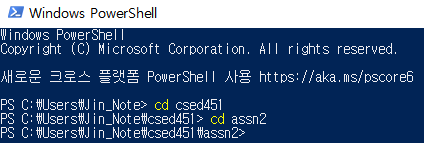 Windows PowerShell
Windows PowerShell
Copyright (C) Microsoft Corporation. All rights reserved.
새로운 크로스 플랫폼 PowerShell 사용 https://aka.ms/pscore6
PS C:₩Users₩Jin_Note> cd csed451
PS C:₩Users₩Jin_Note₩csed451> cd assn2
PS C:₩Users₩Jin_Note₩csed451₩assn2>